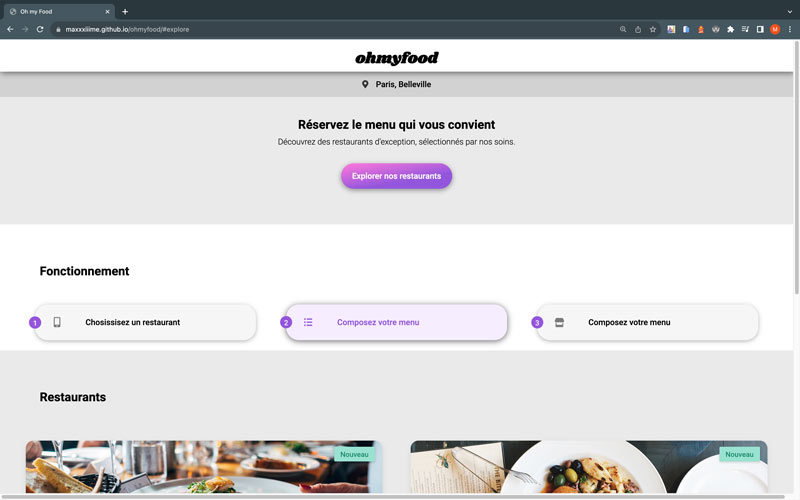 Oh my Food
maxxxiiime.github.io/ohmyfood/#explore
M
ohmyfood
Paris, Belleville
Réservez le menu qui vous convient
Découvrez des restaurants d'exception, sélectionnés par nos soins.
Explorer nos restaurants
Fonctionnement
1 Chosissisez un restaurant
2 Composez votre menu
3 Composez votre menu
Restaurants
Nouveau
Nouveau